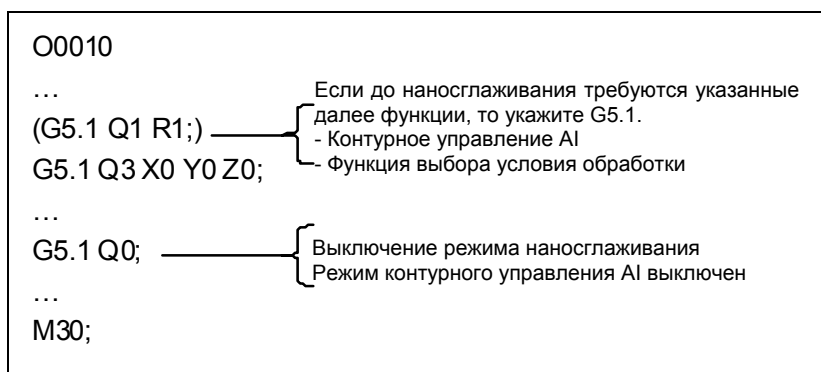 O0010
...
(G5.1 Q1 R1;)
Если до наносглаживания требуются указанные
далее функции, то укажите G5.1.
- Контурное управление AI
- Функция выбора условия обработки
G5.1 Q3 X0 Y0 Z0;
...
G5.1 Q0;
Выключение режима наносглаживания
Режим контурного управления AI выключен
...
M30;